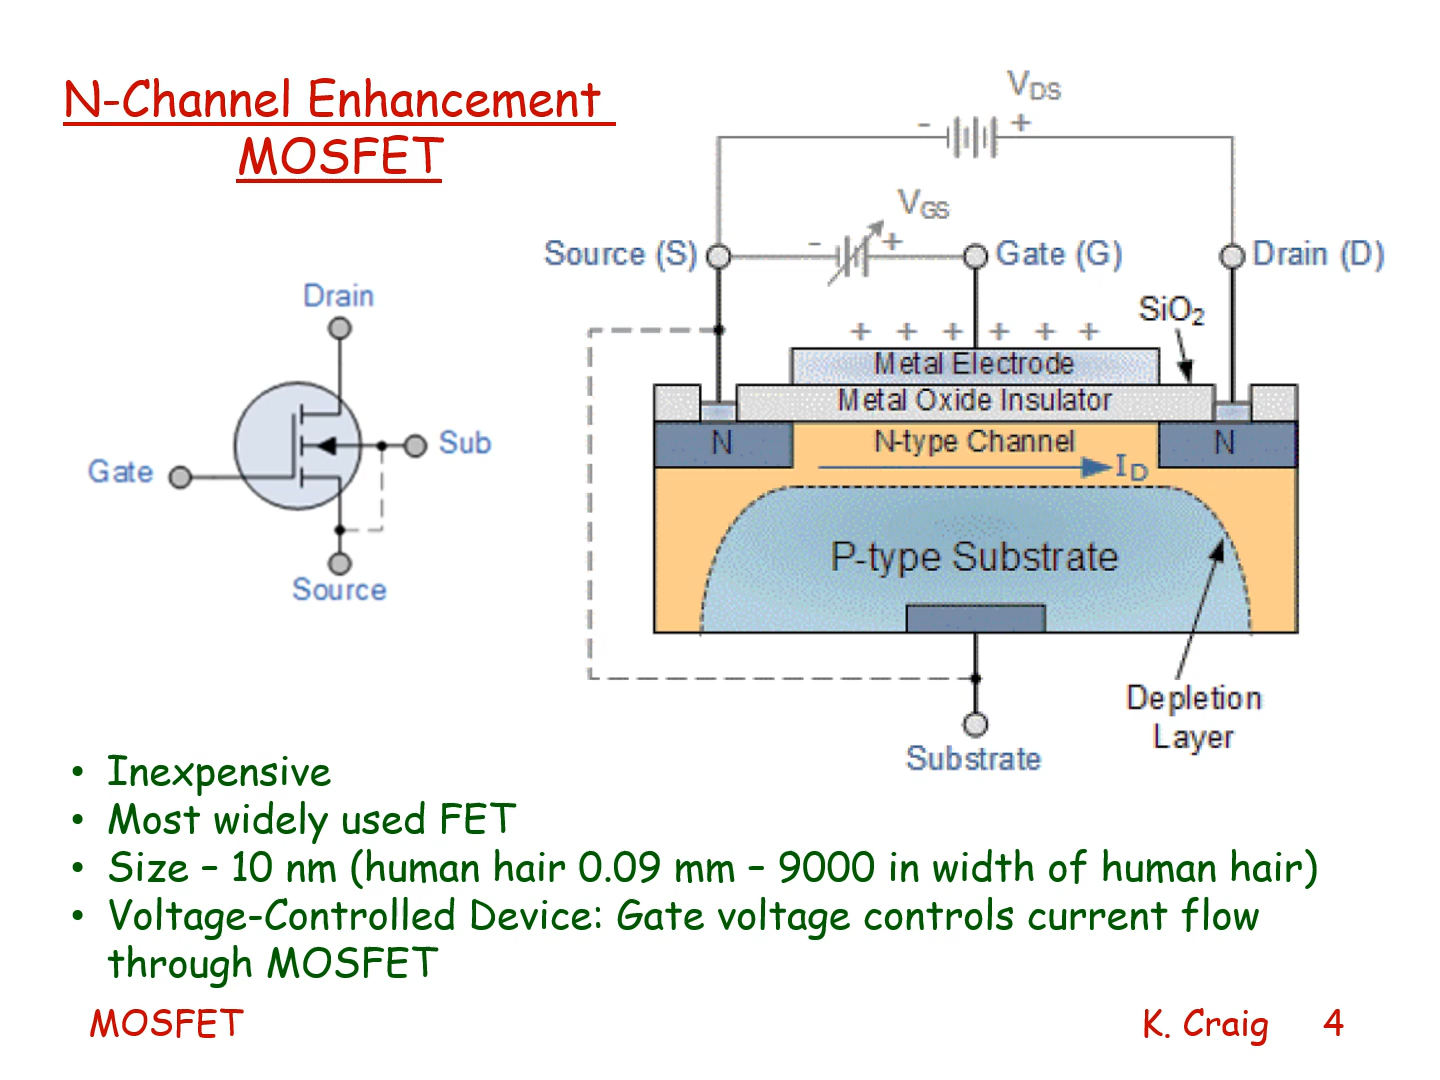 N-Channel Enhancement
MOSFET
Drain
Gate
Sub
Source
V_DS
- +
V_GS
Source (S)
- +
Gate (G)
Drain (D)
SiO₂
+ + + + + +
Metal Electrode
Metal Oxide Insulator
N
N-type Channel
N
I_D
P-type Substrate
Depletion
Layer
Substrate
• Inexpensive
• Most widely used FET
• Size – 10 nm (human hair 0.09 mm – 9000 in width of human hair)
• Voltage-Controlled Device: Gate voltage controls current flow
through MOSFET
MOSFET
K. Craig 4